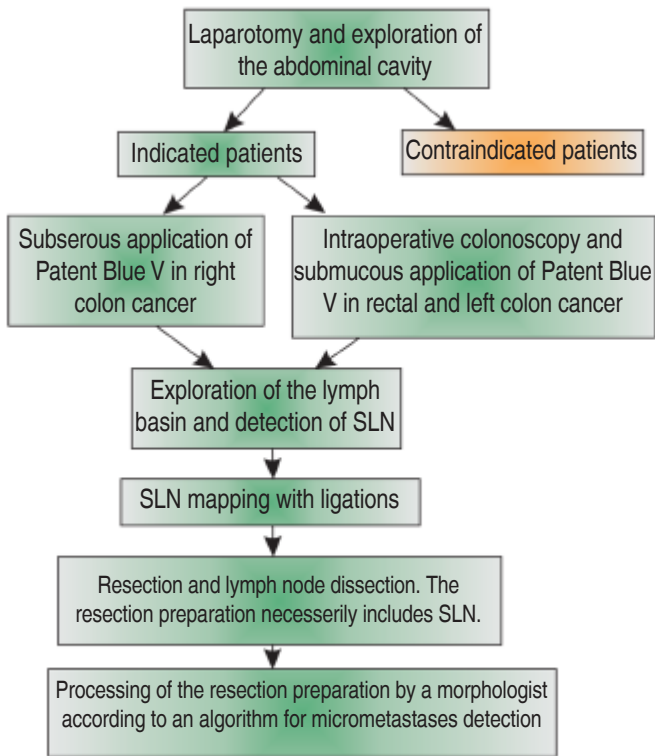 Laparotomy and exploration of
the abdominal cavity
Indicated patients
Contraindicated patients
Subserous application of
Patent Blue V in right
colon cancer
Intraoperative colonoscopy and
submucous application of Patent Blue
V in rectal and left colon cancer
Exploration of the lymph
basin and detection of SLN
SLN mapping with ligations
Resection and lymph node dissection. The
resection preparation necesserily includes SLN.
Processing of the resection preparation by a morphologist
according to an algorithm for micrometastases detection